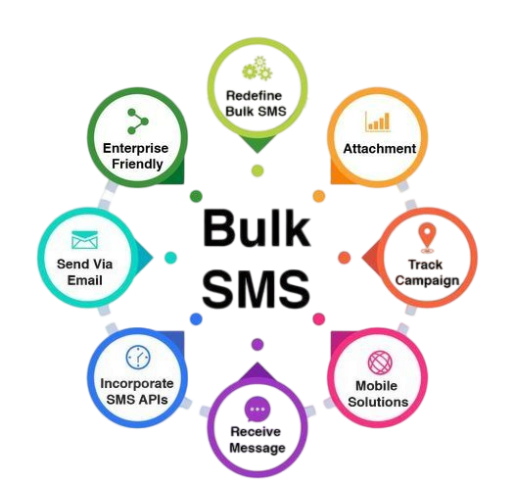 Redefine
Bulk SMS
Attachment
Track
Campaign
Mobile
Solutions
Receive
Message
Incorporate
SMS APIs
Send Via
Email
Enterprise
Friendly
Bulk
SMS